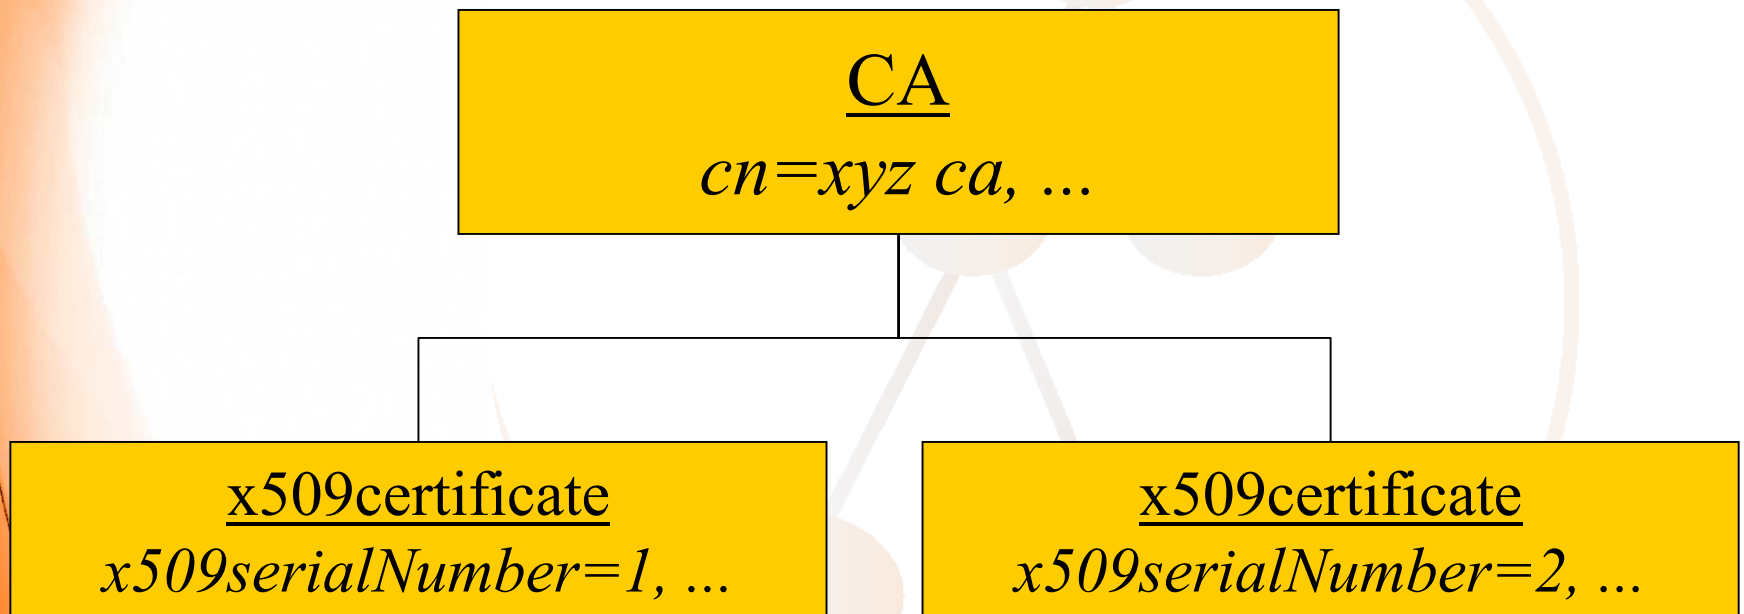 CA
cn=xyz ca, ...
x509certificate
x509serialNumber=1, ...
x509certificate
x509serialNumber=2, ...